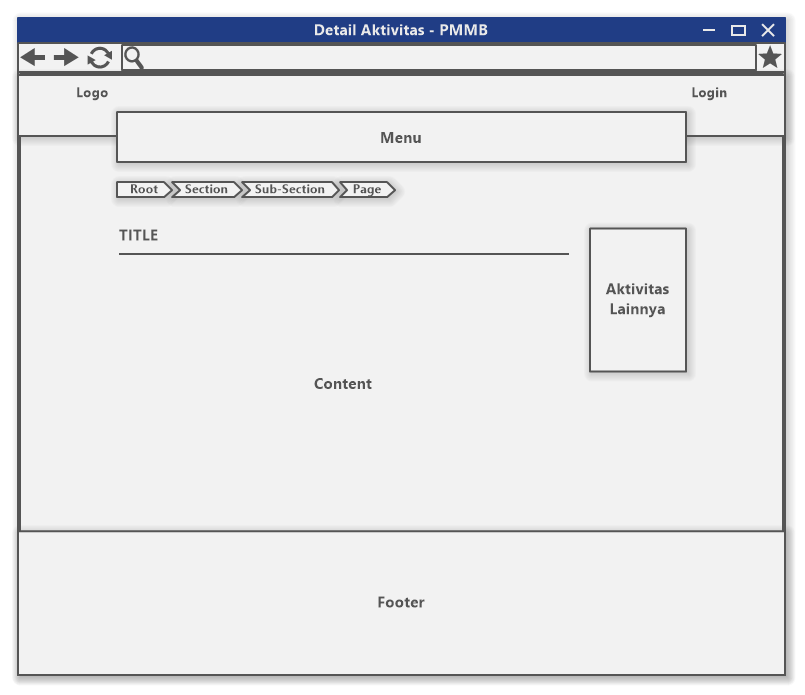 Detail Aktivitas - PMMB
Logo
Login
Menu
Root
Section
Sub-Section
Page
TITLE
Aktivitas
Lainnya
Content
Footer